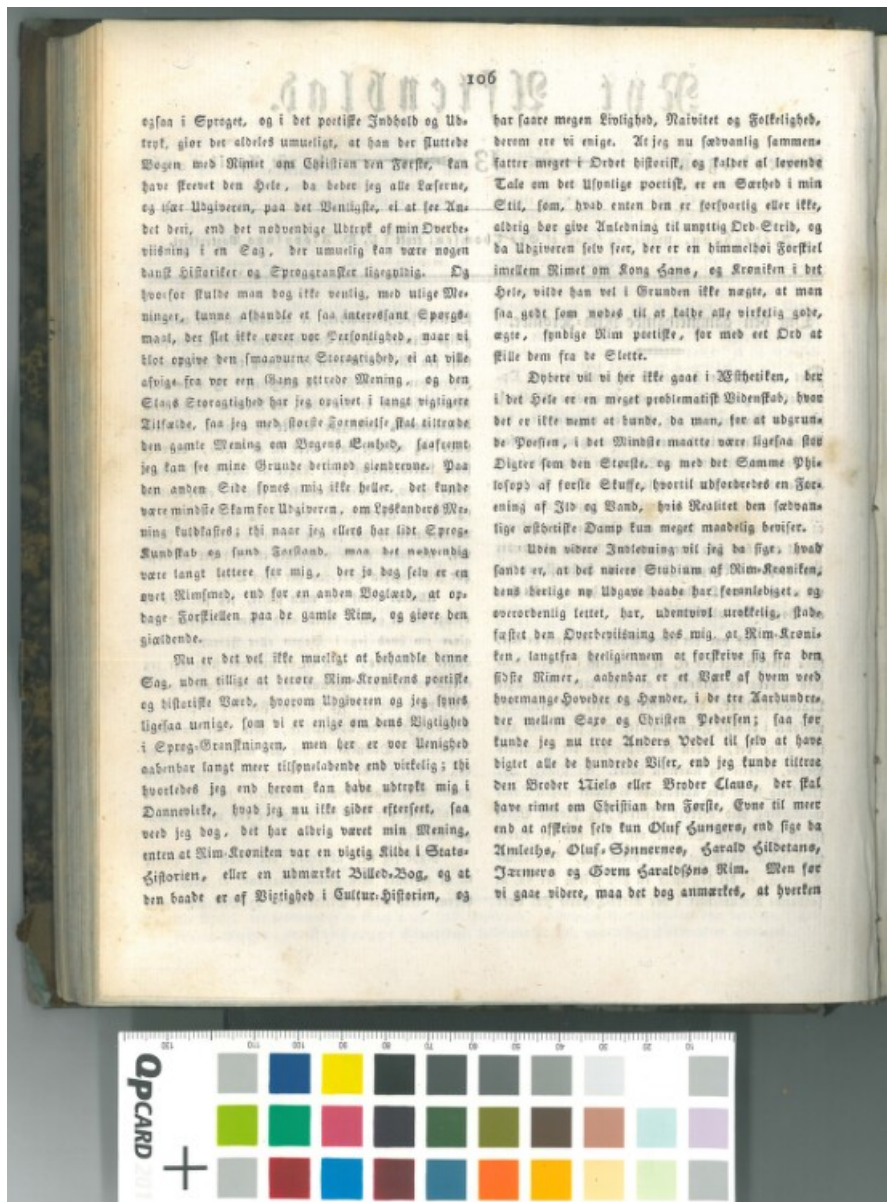 106
ogsaa i Sproget, og i det poetiske Indhold og Ud-
tryk, giør det aldeles umueligt, at han der sluttede
Bogen med Rimet om Christian den Første, kan
have skrevet den Hele, da beder jeg alle Læserne,
og især Udgiveren, paa det Venligste, ei at see An-
det deri, end det nødvendige Udtryk af min Overbe-
viisning i en Sag, der umuelig kan være nogen
dansk Historiker og Sproggransker ligegyldig. Og
hvorfor skulde man dog ikke venlig, med ulige Me-
ninger, kunne afhandle et saa interessant Spørgs-
maal, der slet ikke rører vor Personlighed, naar vi
blot opgive den smaavurne Storagtighed, ei at ville
afvige fra vor een Gang yttrede Mening, og den
Slags Storagtighed har jeg opgivet i langt vigtigere
Tilfælde, saa jeg med største Fornøielse skal tiltræde
den gamle Mening om Bogens Eenhed, saafremt
jeg kan see mine Grunde derimod giendrevne. Paa
den anden Side synes mig ikke heller, det kunde
være mindste Skam for Udgiveren, om Lyskanders Me-
ning kuldkastes; thi naar jeg ellers har lidt Sprog-
Kundskab og sund Forstand, maa det nødvendig
være langt lettere for mig, der jo dog selv er en
øvet Rimsmed, end for en anden Boglærd, at op-
dage Forskiellen paa de gamle Rim, og giøre den
giældende.
Nu er det vel ikke mueligt at behandle denne
Sag, uden tillige at berøre Rim-Krønikens poetiske
og historiske Værd, hvorom Udgiveren og jeg synes
ligesaa uenige, som vi er enige om dens Vigtighed
i Sprog-Granskningen, men her er vor Uenighed
aabenbar langt meer tilsyneladende end virkelig; thi
hvorledes jeg end herom kan have udtrykt mig i
Dannevirke, hvad jeg nu ikke gider efterseet, saa
veed jeg dog, det har aldrig været min Mening,
enten at Rim-Krøniken var en vigtig Kilde i Stats-
Historien, eller en udmærket Billed-Bog, og at
den baade er af Vigtighed i Cultur-Historien, og
har saare megen Livlighed, Naivitet og Folkelighed,
derom ere vi enige. At jeg nu sædvanlig sammen-
fatter meget i Ordet historisk, og kalder al levende
Tale om det Usynlige poetisk, er en Særhed i min
Stil, som, hvad enten den er forsvarlig eller ikke,
aldrig bør give Anledning til unyttig Ord-Strid, og
da Udgiveren selv seer, der er en himmelhøi Forskiel
imellem Rimet om Kong Hans, og Krøniken i det
Hele, vilde han vel i Grunden ikke nægte, at man
saa godt som nødes til at kalde alle virkelig gode,
ægte, fyndige Rim poetiske, for med eet Ord at
skille dem fra de Slette.
Dybere vil vi her ikke gaae i Æsthetiken, der
i det Hele er en meget problematisk Videnskab, hvor
det er ikke nemt at bunde, da man, for at udgrun-
de Poesien, i det Mindste maatte være ligesaa stor
Digter som den Største, og med det Samme Phi-
losoph af første Skuffe, hvortil udfordredes en For-
ening af Ild og Vand, hvis Realitet den sædvan-
lige æsthetiske Damp kun meget maadelig beviser.
Uden videre Indledning vil jeg da sige, hvad
sandt er, at det nøiere Studium af Rim-Krøniken,
dens herlige ny Udgave baade har foranlediget, og
overordenlig lettet, har, udentvivl urokkelig, stad-
fæstet den Overbeviisning hos mig, at Rim-Krøni-
ken, langtfra heeligiennem at forskrive sig fra den
sidste Rimer, aabenbar er et Værk af hvem veed
hvormange Hoveder og Hænder, i de tre Aarhundre-
der mellem Saxo og Christen Pedersen; saa før
kunde jeg nu troe Anders Vedel til selv at have
digtet alle de hundrede Viser, end jeg kunde tiltroe
den Broder Niels eller Broder Claus, der skal
have rimet om Christian den Første, Evne til meer
end at afskrive selv kun Oluf Hungers, end sige da
Amleths, Oluf-Sønnernes, Harald Hildetans,
Jærmers og Gorm Haraldsøns Rim. Men før
vi gaae videre, maa det dog anmærkes, at hverken
QPCARD 201